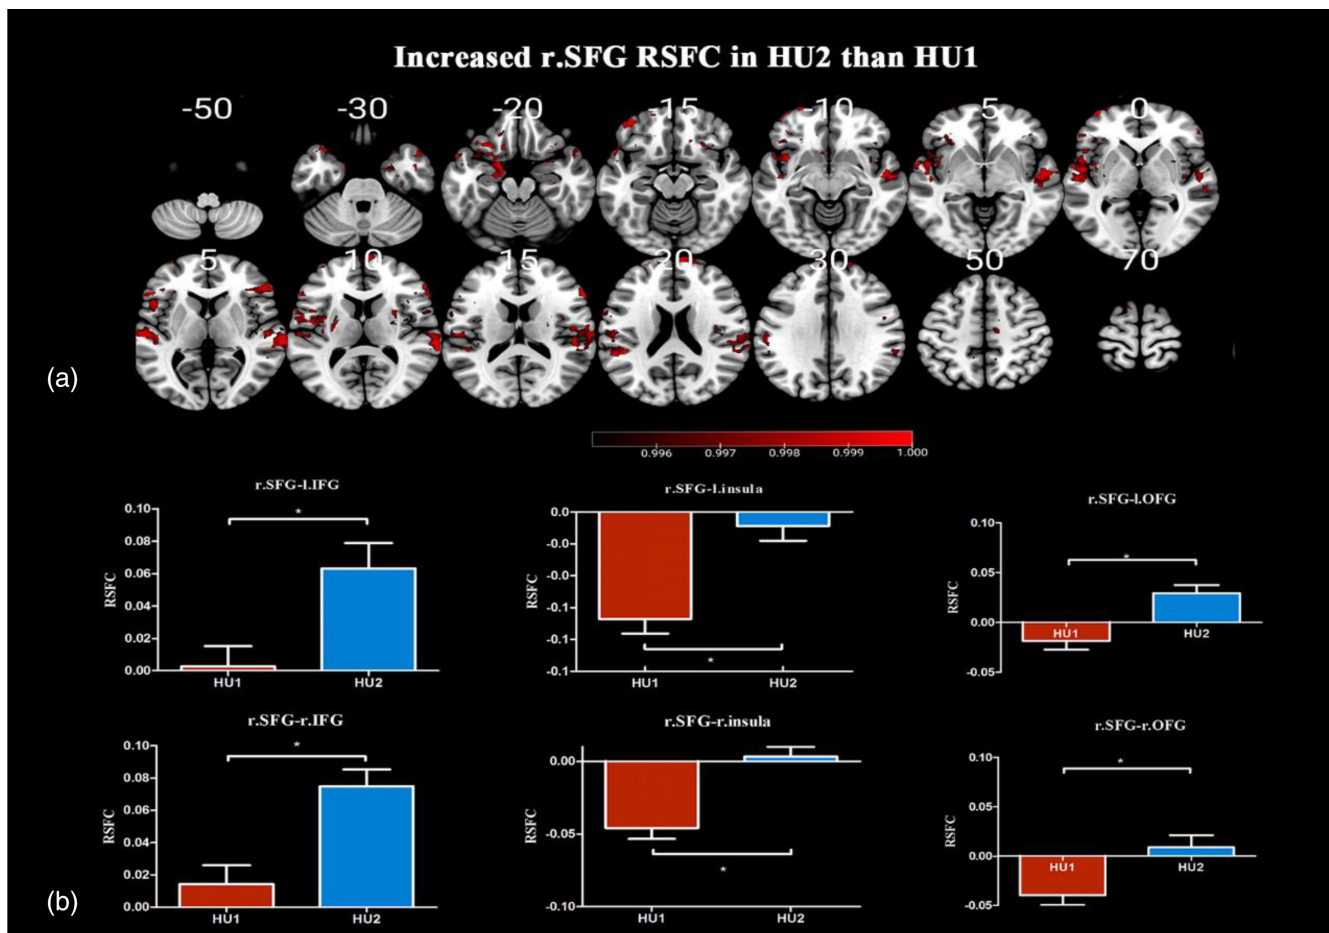 Increased r.SFG RSFC in HU2 than HU1
-50 -30 -20 -15 -10 -5 0
5 10 15 20 30 50 70
(a)
0.996 0.997 0.998 0.999 1.000
r.SFG-l.IFG
0.10
0.08
0.06
0.04
0.02
0.00
RSFC
*
HU1 HU2
r.SFG-l.insula
0.0
-0.0
-0.0
-0.1
-0.1
-0.1
RSFC
*
HU1 HU2
r.SFG-l.OFG
0.10
0.05
0.00
-0.05
RSFC
*
HU1 HU2
(b)
r.SFG-r.IFG
0.10
0.08
0.06
0.04
0.02
0.00
RSFC
*
HU1 HU2
r.SFG-r.insula
0.00
-0.05
-0.10
RSFC
*
HU1 HU2
r.SFG-r.OFG
0.10
0.05
0.00
-0.05
RSFC
*
HU1 HU2